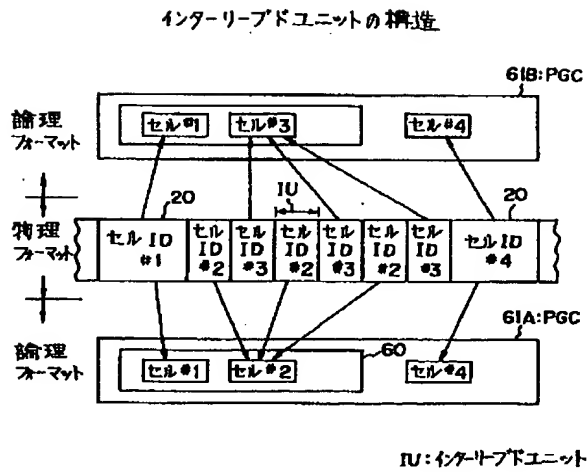 インターリーブドユニットの構造
61B:PGC
論理
フォーマット
セル#1
セル#3
セル#4
20
IU
20
物理
フォーマット
セル ID #1
セル ID #2
セル ID #3
セル ID #2
セル ID #3
セル ID #2
セル ID #3
セル ID #4
61A:PGC
論理
フォーマット
60
セル#1
セル#2
セル#4
IU:インターリーブドユニット